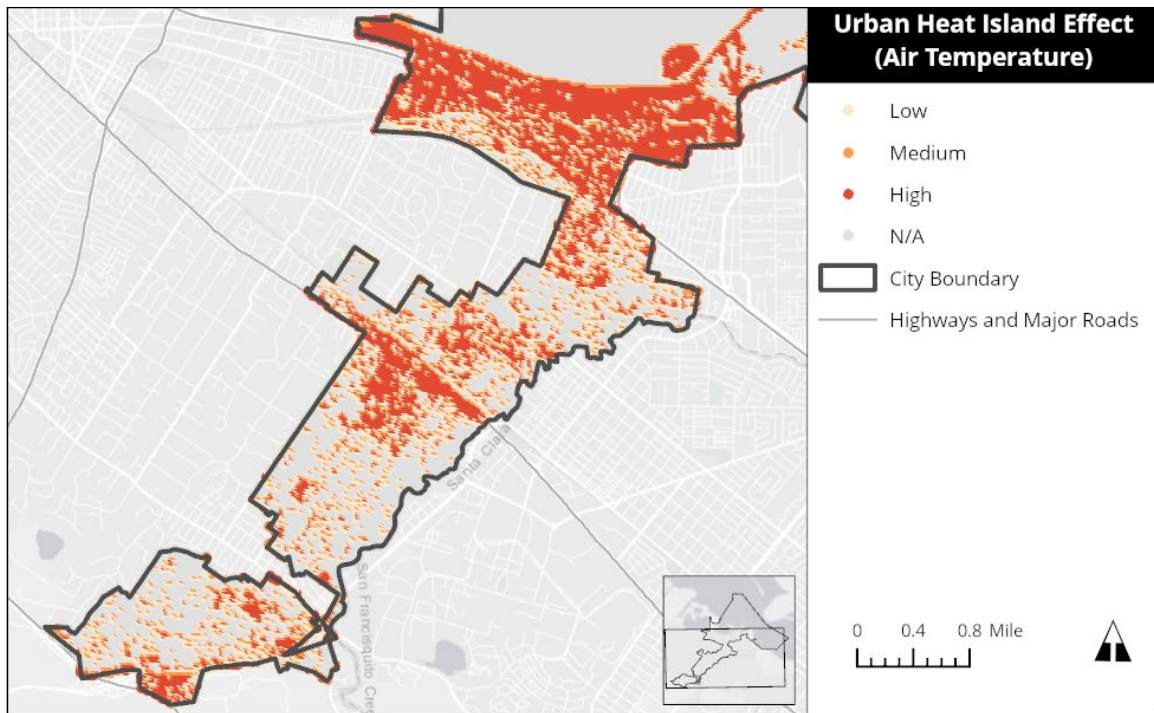 Urban Heat Island Effect
(Air Temperature)
Low
Medium
High
N/A
City Boundary
Highways and Major Roads
Santa Clara
San Francisquito Cree
0 0.4 0.8 Mile